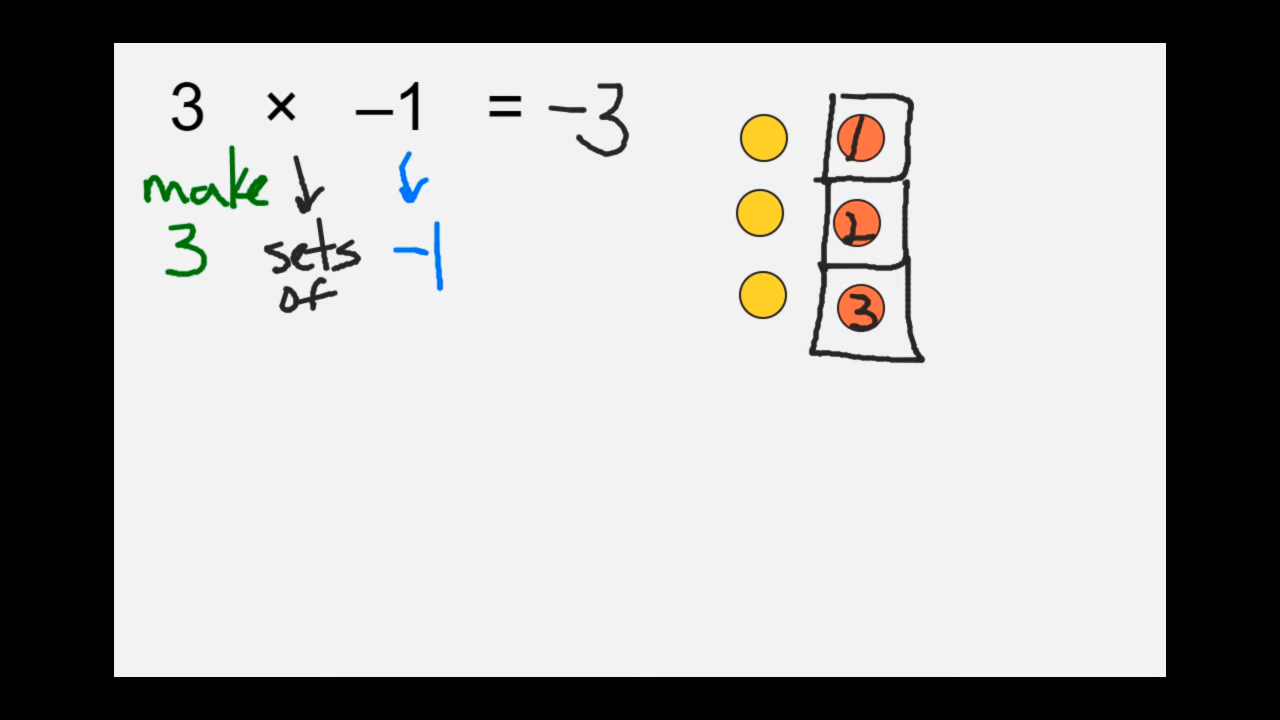 3 × –1 = -3
make
3 sets -1
of
1
2
3